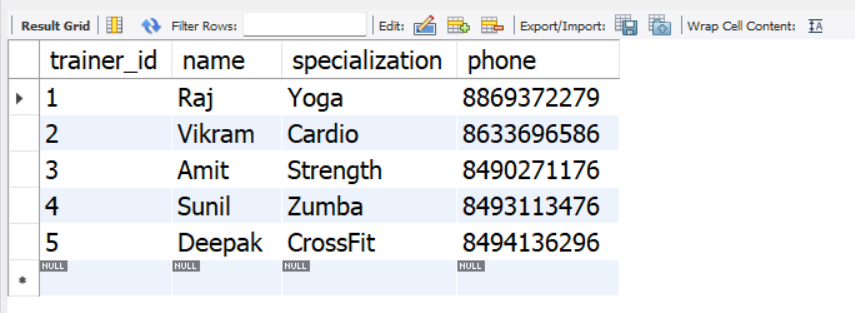 Result Grid Filter Rows: Edit: Export/Import: Wrap Cell Content: IA
trainer_id name specialization phone
1 Raj Yoga 8869372279
2 Vikram Cardio 8633696586
3 Amit Strength 8490271176
4 Sunil Zumba 8493113476
5 Deepak CrossFit 8494136296
NULL NULL NULL NULL